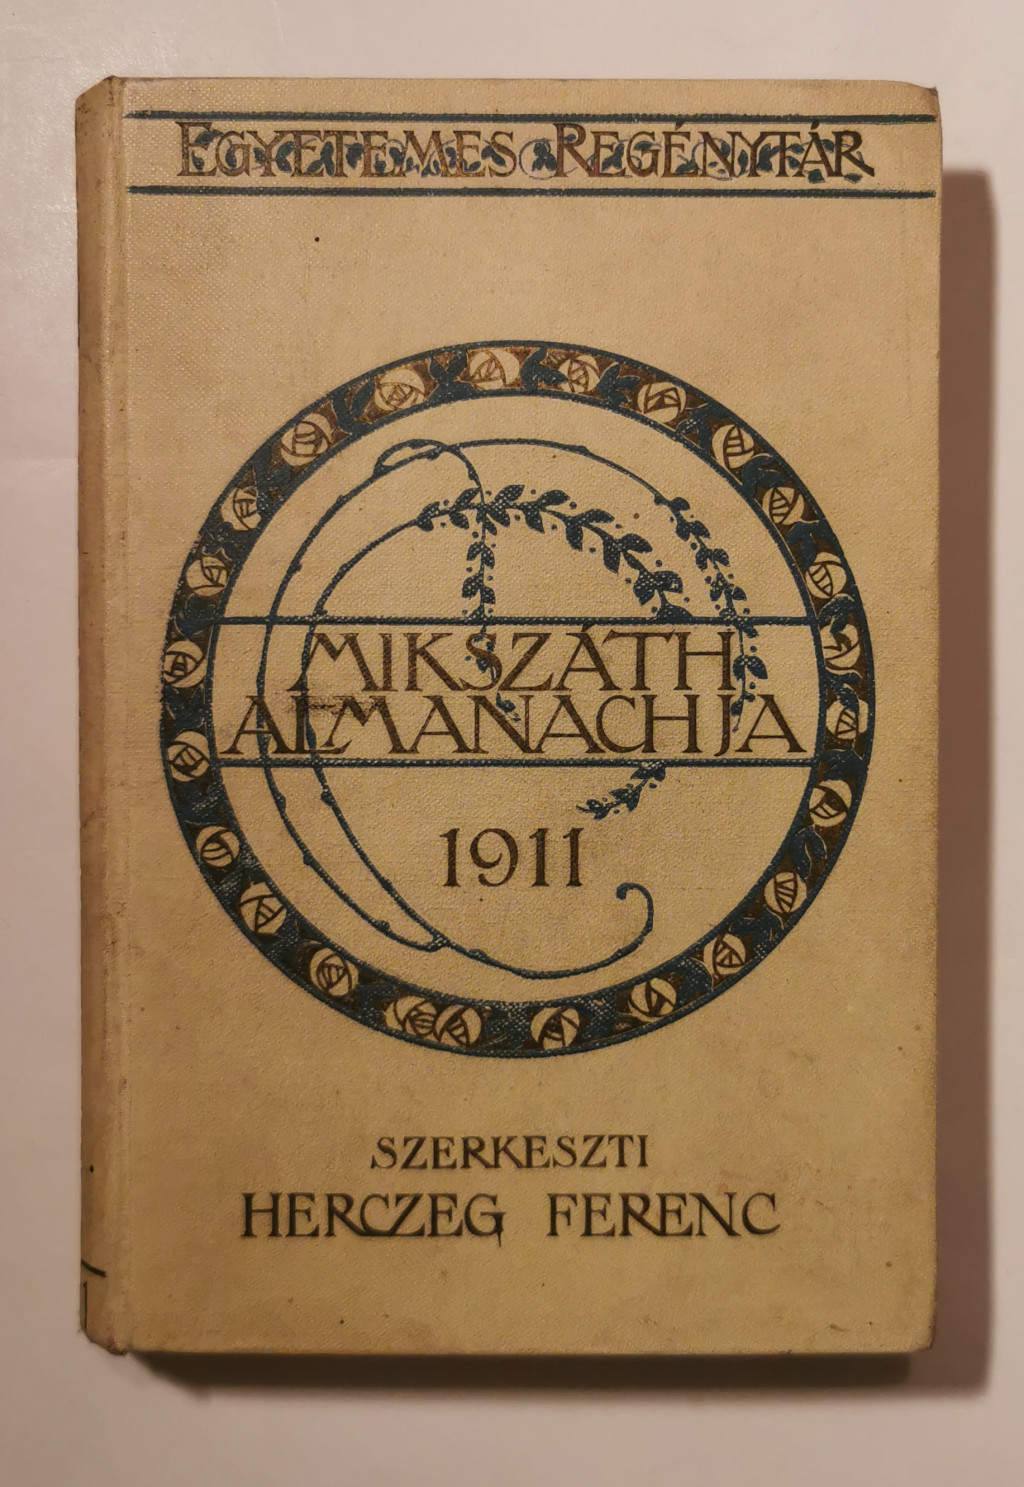 EGYETEMES REGÉNYTÁR
MIKSZÁTH
ALMANACHJA
1911
SZERKESZTI
HERCZEG FERENC